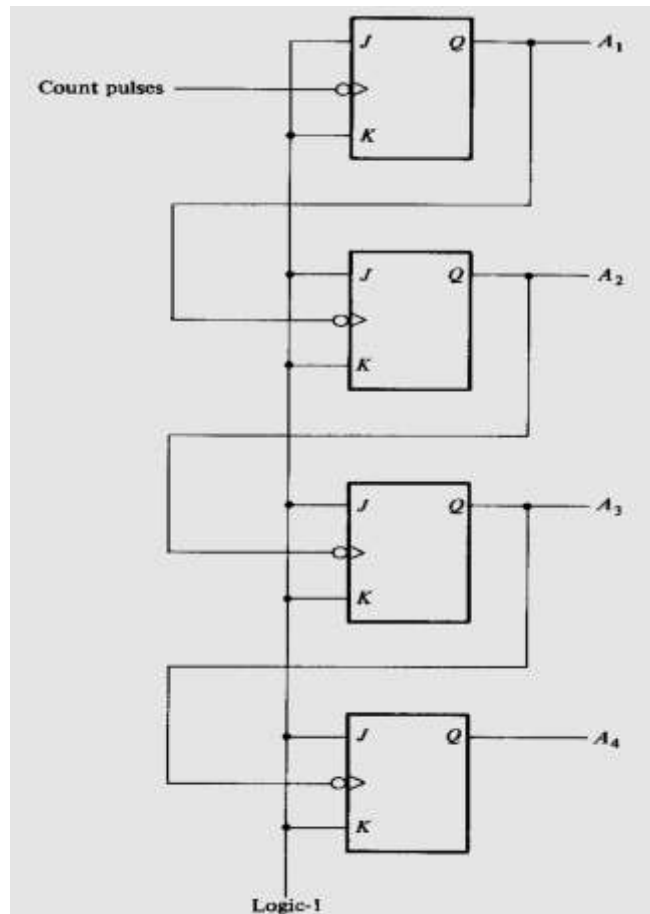 J Q A₁
Count pulses
K
J Q A₂
K
J Q A₃
K
J Q A₄
K
Logic-1